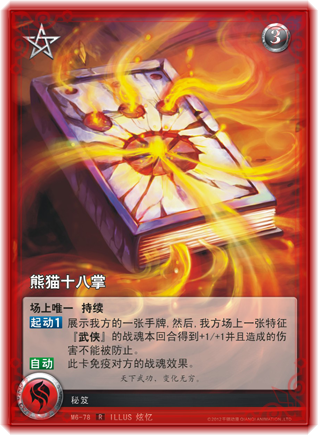 3
熊猫十八掌
场上唯一 持续
起动1 展示我方的一张手牌,然后,我方场上一张特征
『武侠』的战魂本回合得到+1/+1并且造成的伤
害不能被防止。
自动 此卡免疫对方的战魂效果。
天下武功,变化无穷。
秘笈
M6-78 R ILLUS 炫忆